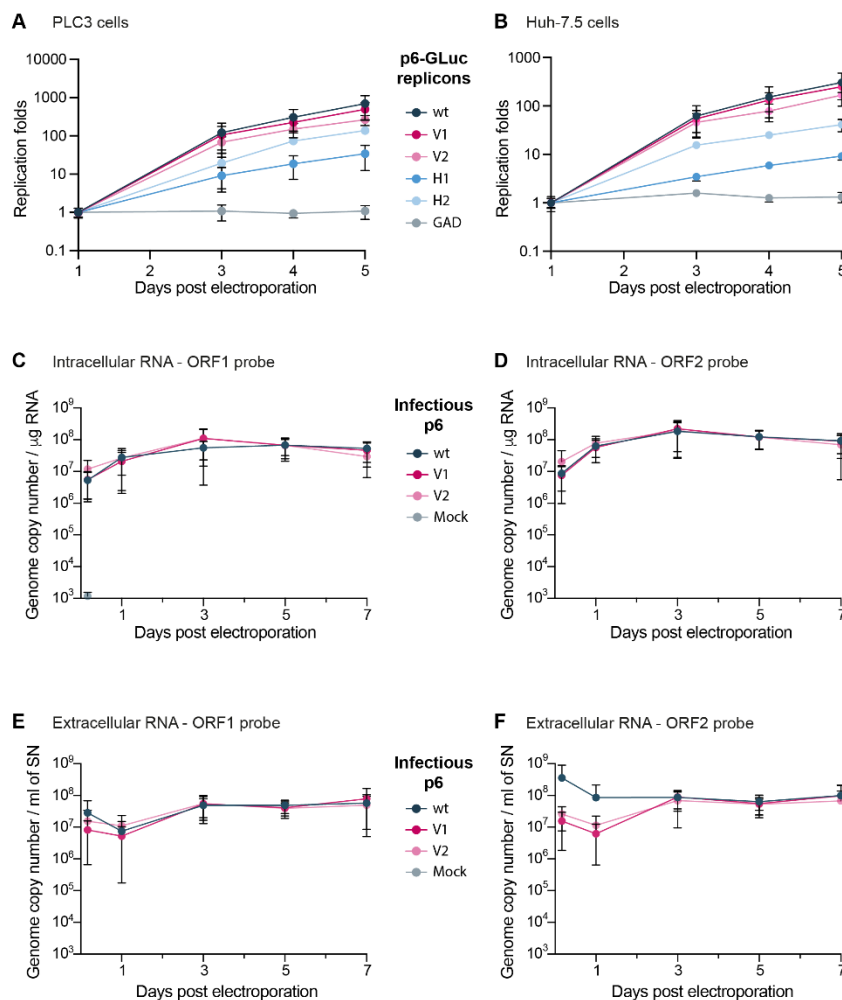 A PLC3 cells
Replication folds
10000
1000
100
10
1
0.1
1 2 3 4 5
Days post electroporation
p6-GLuc
replicons
wt
V1
V2
H1
H2
GAD
B Huh-7.5 cells
Replication folds
1000
100
10
1
0.1
1 2 3 4 5
Days post electroporation
C Intracellular RNA - ORF1 probe
Genome copy number / µg RNA
10⁹
10⁸
10⁷
10⁶
10⁵
10⁴
10³
1 3 5 7
Days post electroporation
Infectious
p6
wt
V1
V2
Mock
D Intracellular RNA - ORF2 probe
Genome copy number / µg RNA
10⁹
10⁸
10⁷
10⁶
10⁵
10⁴
10³
1 3 5 7
Days post electroporation
E Extracellular RNA - ORF1 probe
Genome copy number / ml of SN
10⁹
10⁸
10⁷
10⁶
10⁵
10⁴
10³
1 3 5 7
Days post electroporation
Infectious
p6
wt
V1
V2
Mock
F Extracellular RNA - ORF2 probe
Genome copy number / ml of SN
10⁹
10⁸
10⁷
10⁶
10⁵
10⁴
10³
1 3 5 7
Days post electroporation